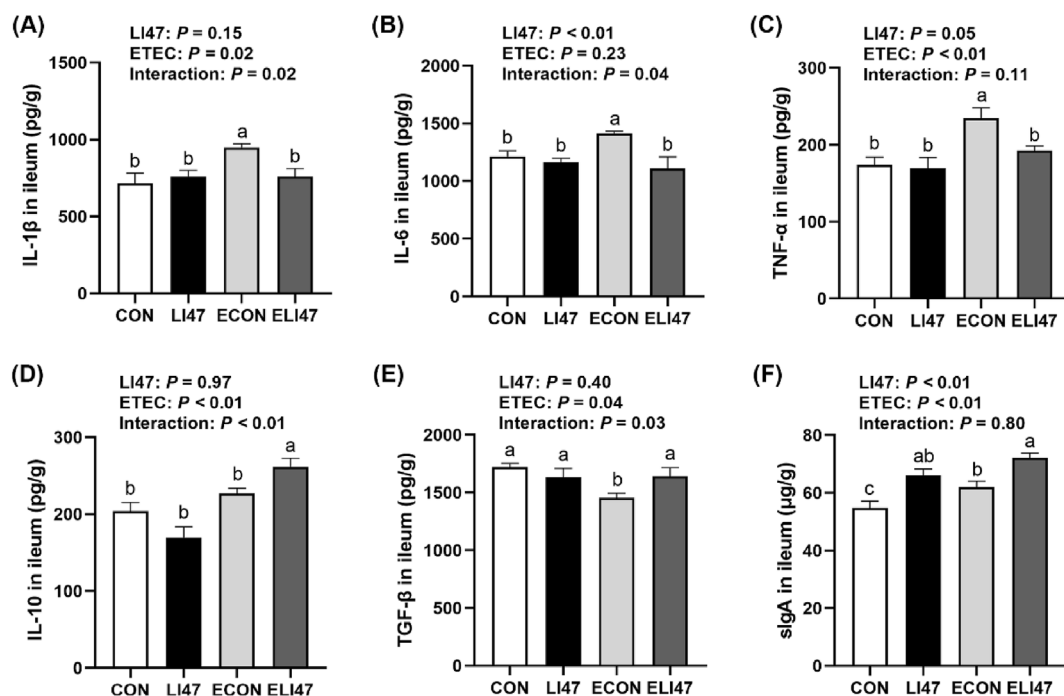 (A)
LI47: P = 0.15
ETEC: P = 0.02
Interaction: P = 0.02
IL-1β in ileum (pg/g)
1500
1000
500
0
b
b
a
b
CON LI47 ECON ELI47
(B)
LI47: P < 0.01
ETEC: P = 0.23
Interaction: P = 0.04
IL-6 in ileum (pg/g)
2000
1500
1000
500
0
b
b
a
b
CON LI47 ECON ELI47
(C)
LI47: P = 0.05
ETEC: P < 0.01
Interaction: P = 0.11
TNF-α in ileum (pg/g)
300
200
100
0
b
b
a
b
CON LI47 ECON ELI47
(D)
LI47: P = 0.97
ETEC: P < 0.01
Interaction: P < 0.01
IL-10 in ileum (pg/g)
300
200
100
0
b
b
b
a
CON LI47 ECON ELI47
(E)
LI47: P = 0.40
ETEC: P = 0.04
Interaction: P = 0.03
TGF-β in ileum (pg/g)
2000
1500
1000
500
0
a
a
b
a
CON LI47 ECON ELI47
(F)
LI47: P < 0.01
ETEC: P < 0.01
Interaction: P = 0.80
sIgA in ileum (μg/g)
80
60
40
20
0
c
ab
b
a
CON LI47 ECON ELI47